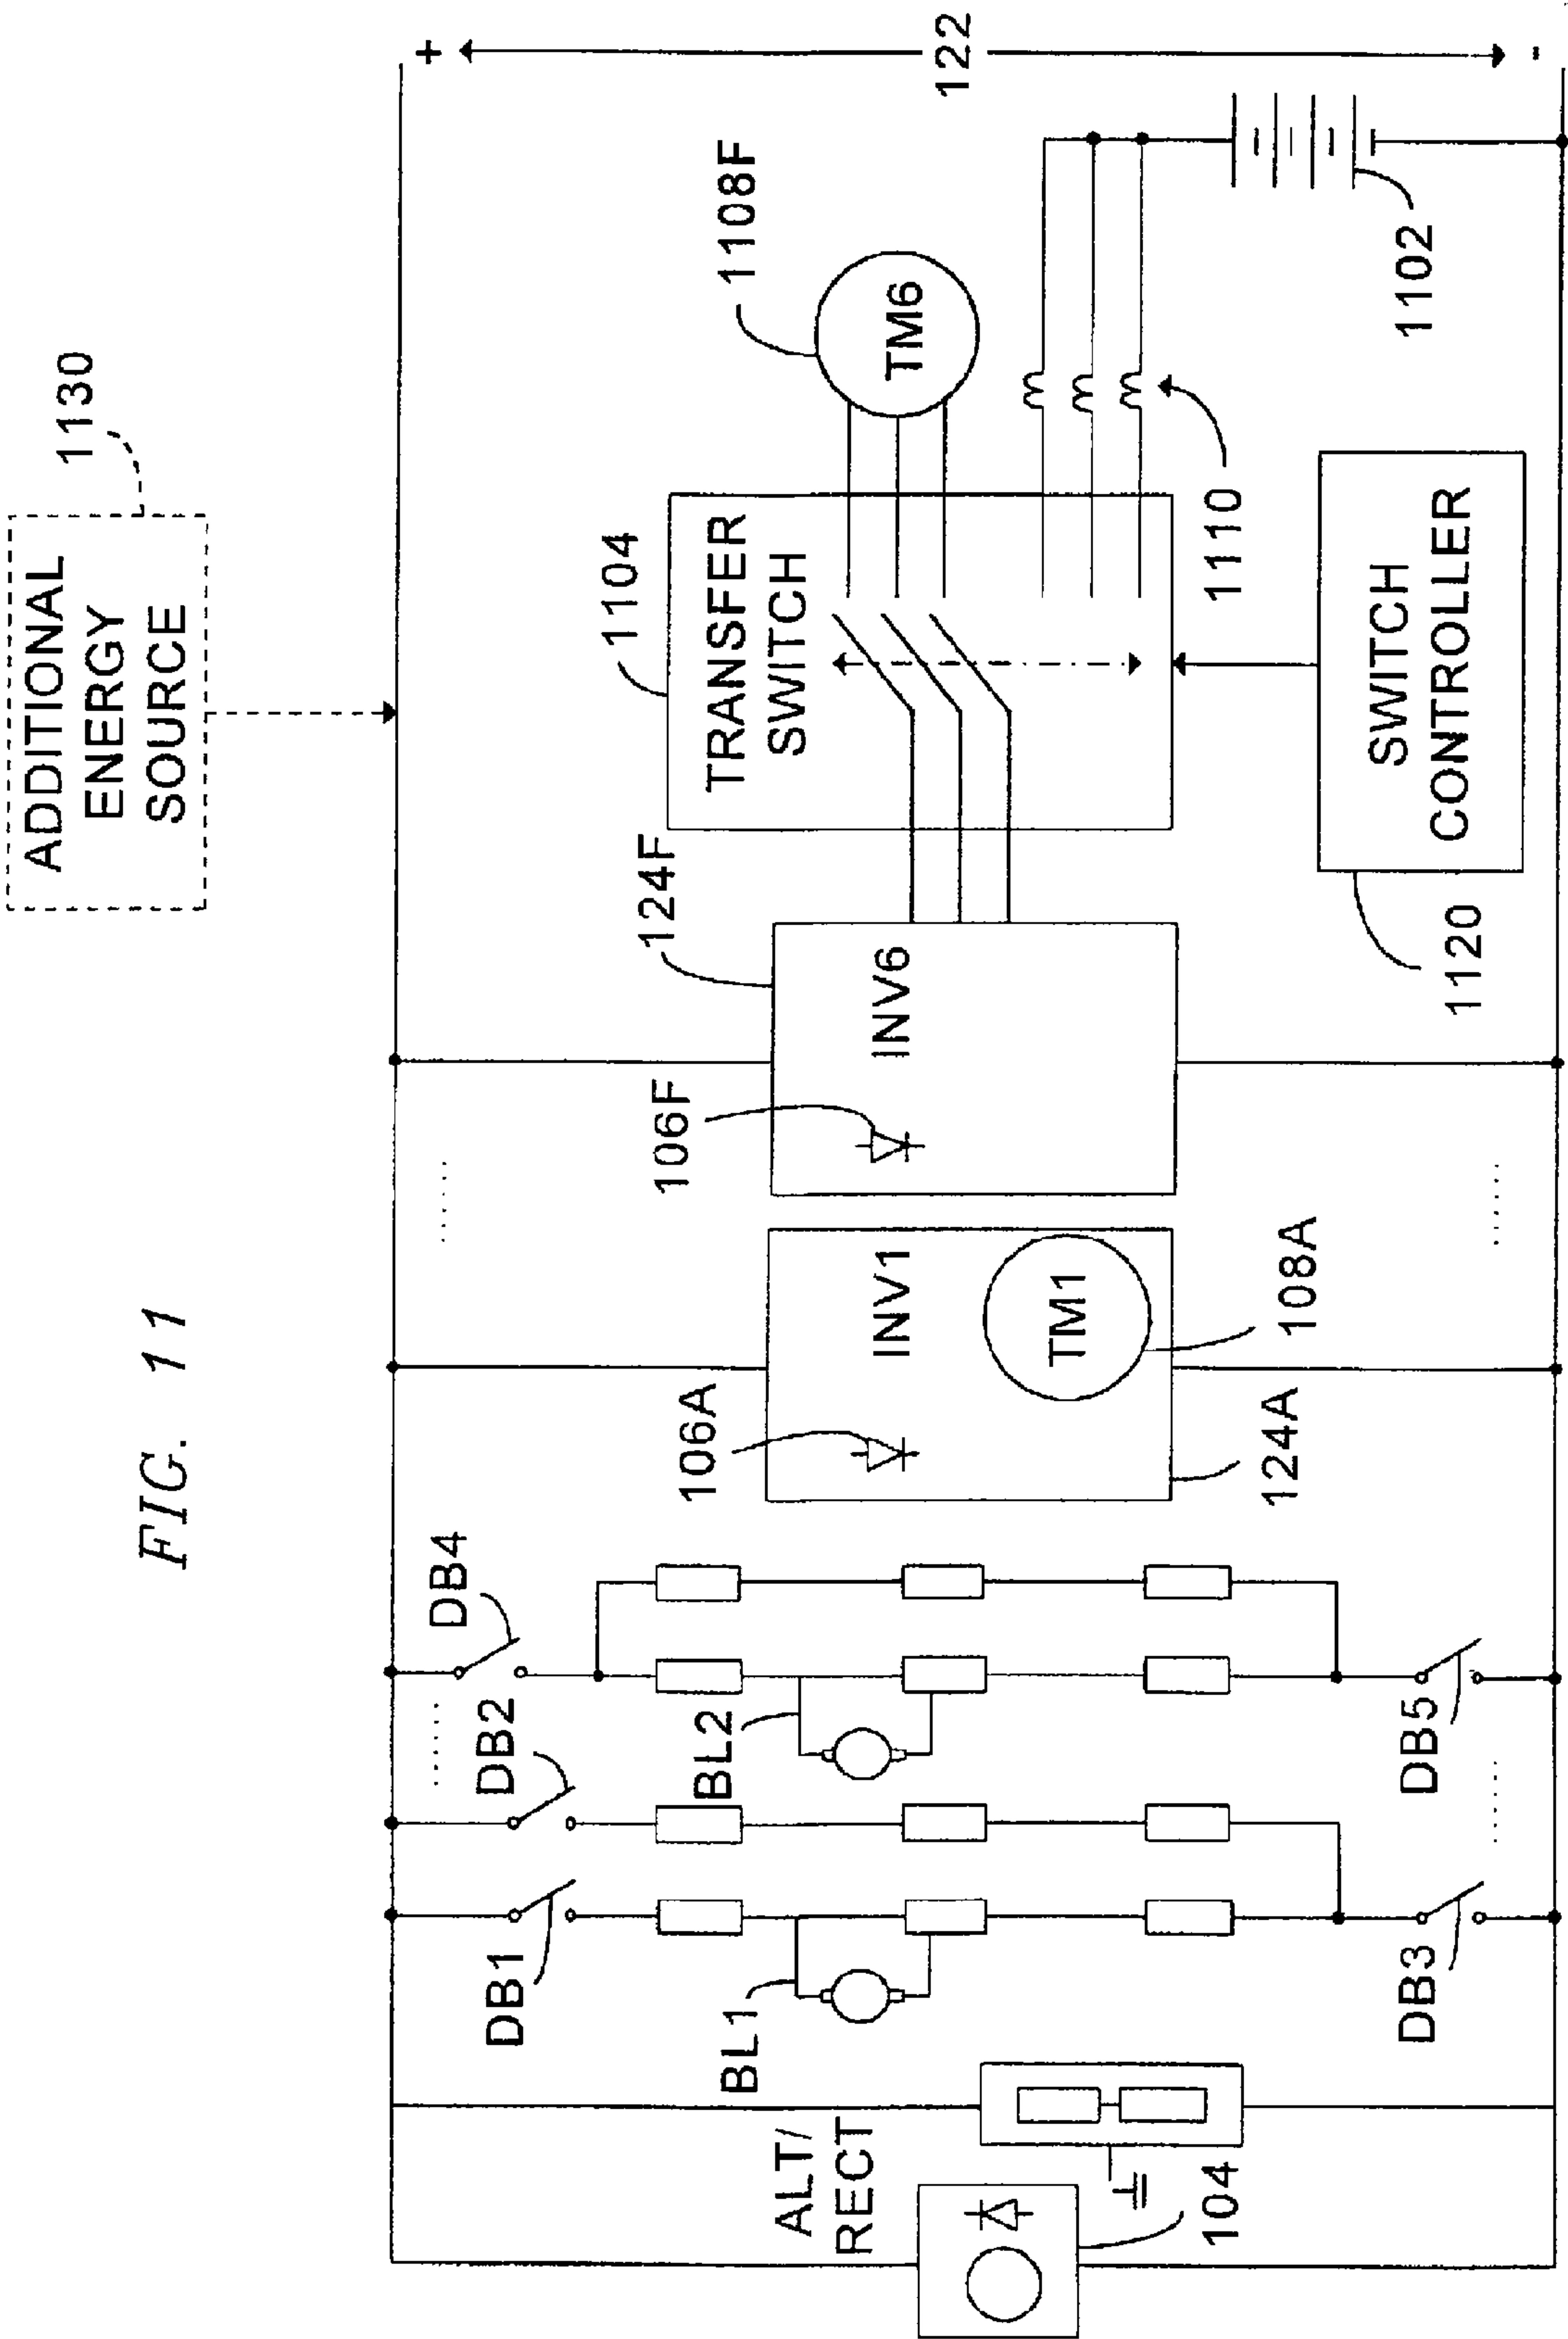 FIG. 11
ADDITIONAL
ENERGY
SOURCE
1130
+
122
-
DB4
DB2
DB1
BL1
BL2
DB3
DB5
ALT/
RECT
104
106A
INV1
TM1
108A
124A
106F
INV6
124F
1104
TRANSFER
SWITCH
1108F
TM6
1110
1102
SWITCH
CONTROLLER
1120